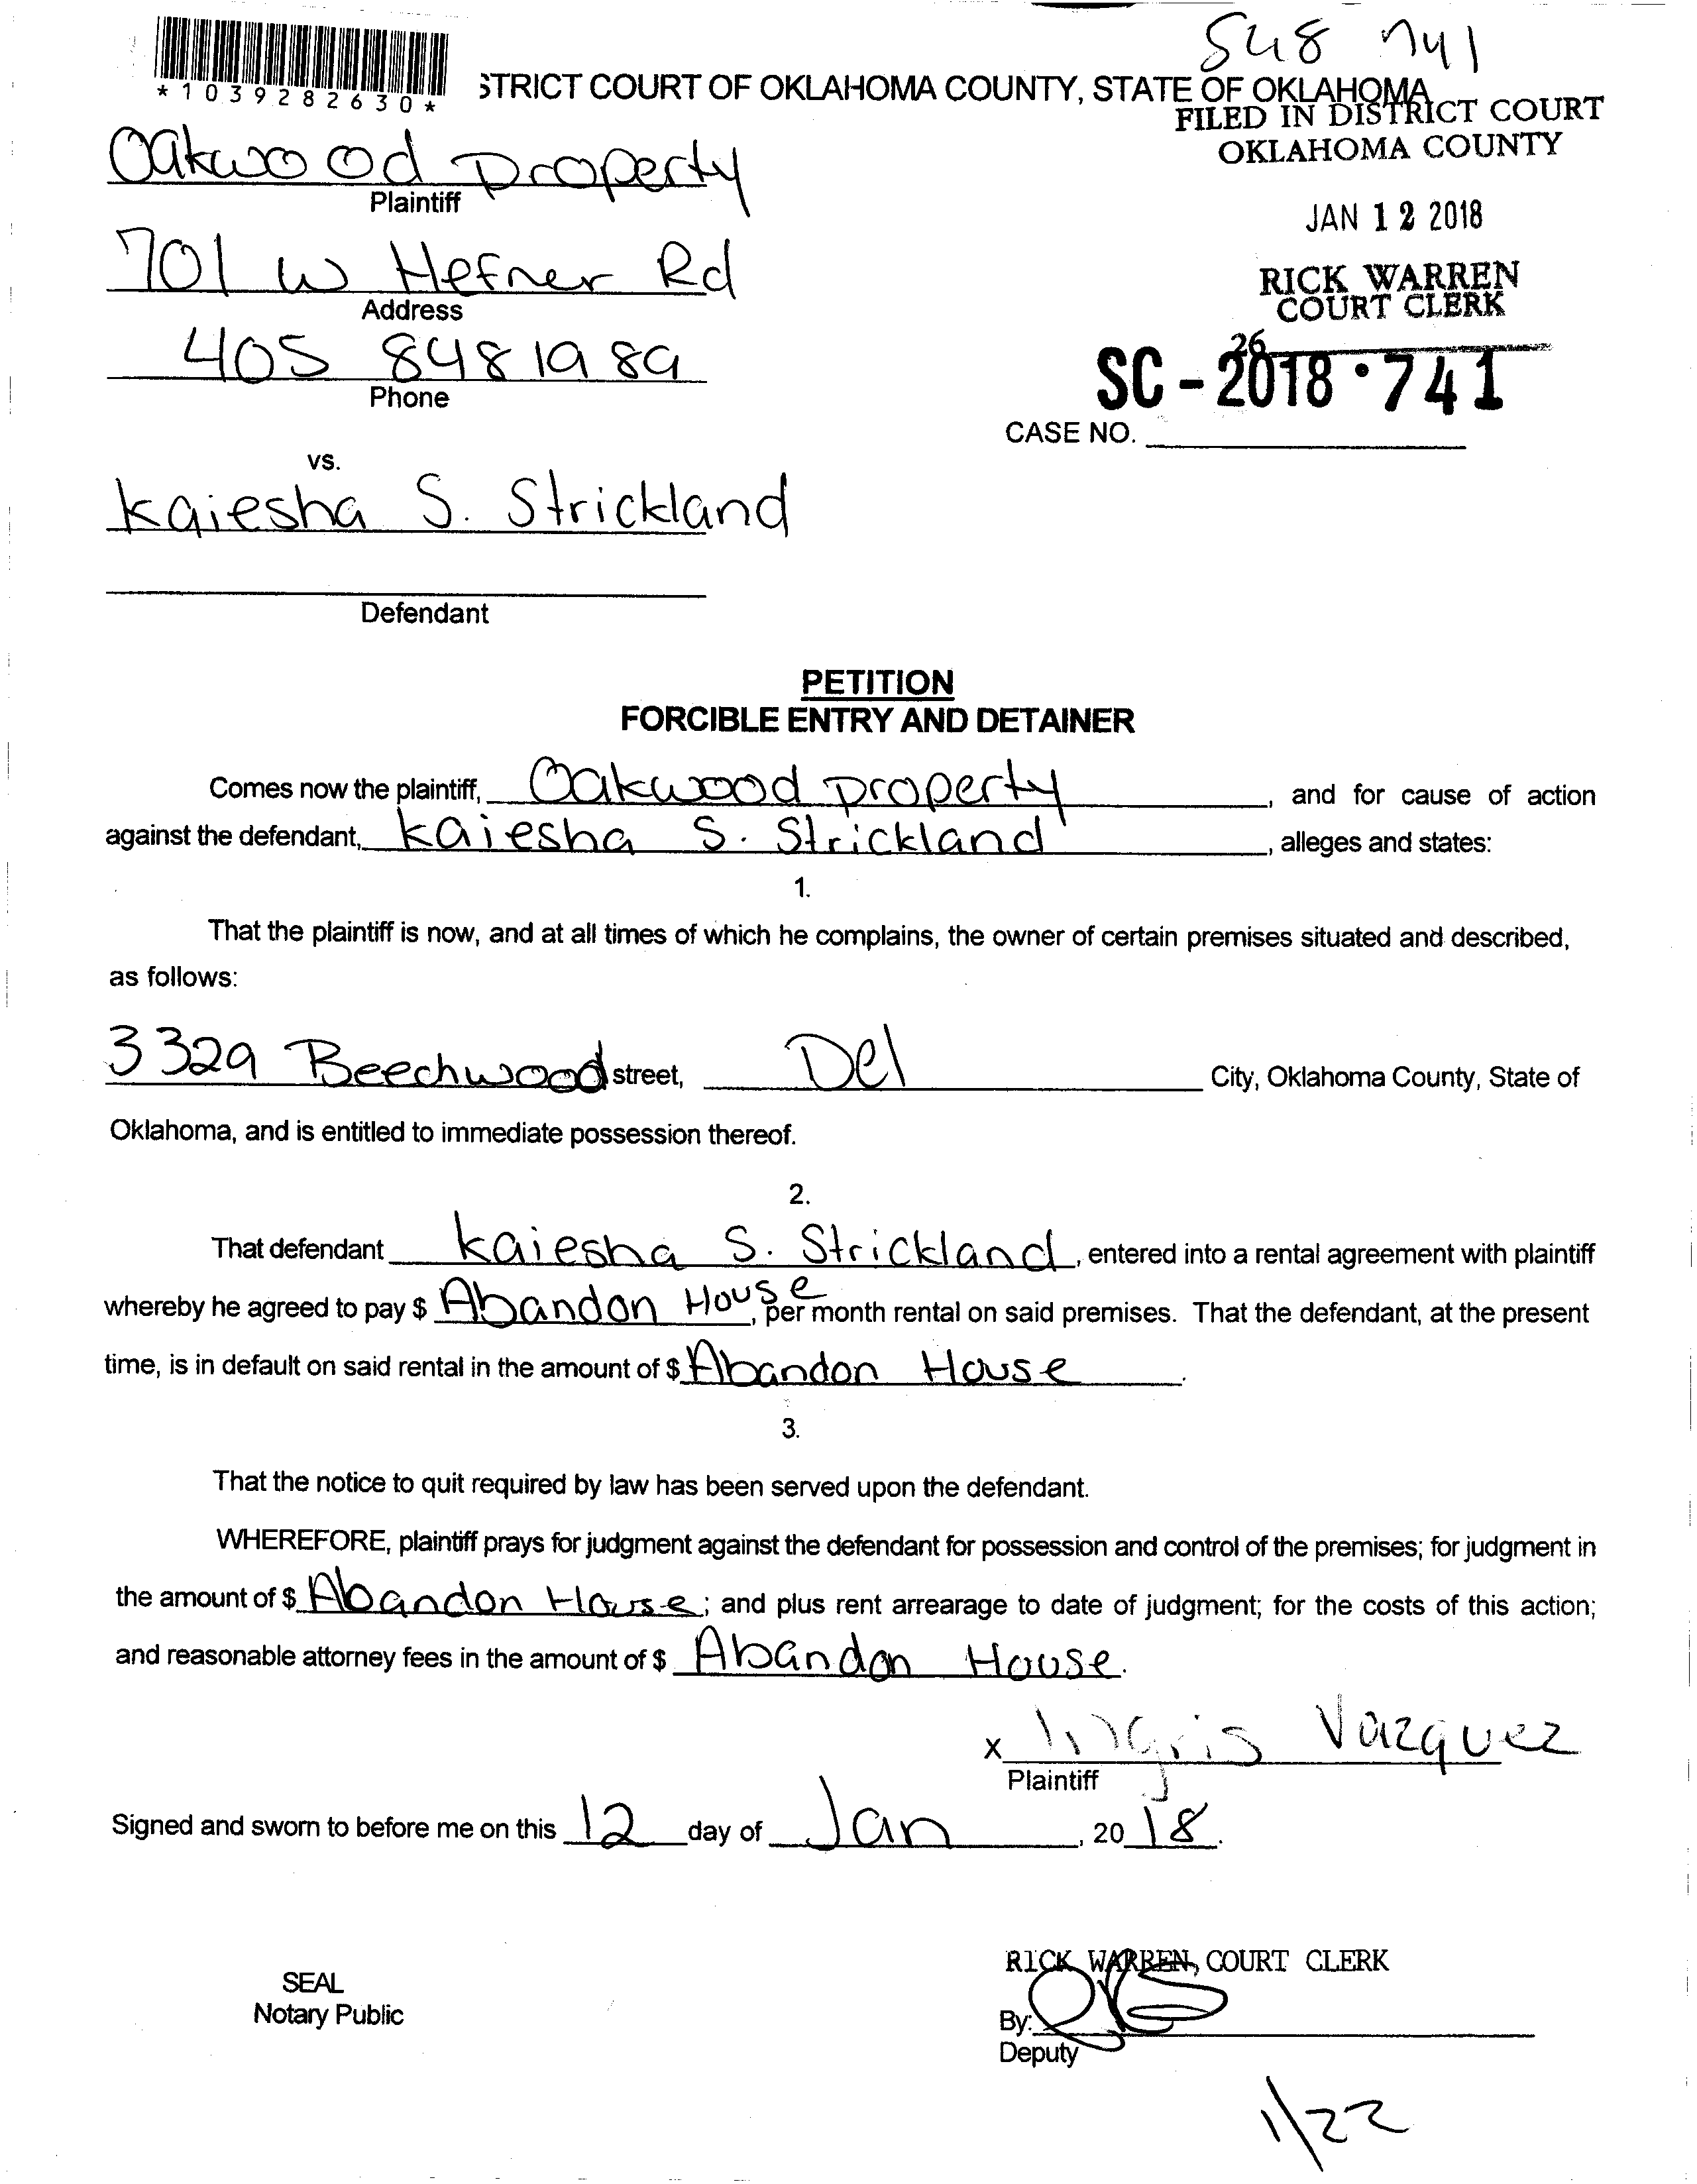 S48 741
*1039282630*
STRICT COURT OF OKLAHOMA COUNTY, STATE OF OKLAHOMA
FILED IN DISTRICT COURT
OKLAHOMA COUNTY
Oakwood property
Plaintiff
JAN 12 2018
701 W Hefner Rd
Address
RICK WARREN
COURT CLERK
405 848 1989
Phone
26
SC - 2018 • 741
CASE NO.
vs.
Kaiesha S. Strickland
Defendant
PETITION
FORCIBLE ENTRY AND DETAINER
Comes now the plaintiff, Oakwood property, and for cause of action
against the defendant, Kaiesha S. Strickland, alleges and states:
1.
That the plaintiff is now, and at all times of which he complains, the owner of certain premises situated and described,
as follows:
3329 Beechwood street, Del City, Oklahoma County, State of
Oklahoma, and is entitled to immediate possession thereof.
2.
That defendant Kaiesha S. Strickland, entered into a rental agreement with plaintiff
whereby he agreed to pay $ Abandon House, per month rental on said premises. That the defendant, at the present
time, is in default on said rental in the amount of $ Abandon House.
3.
That the notice to quit required by law has been served upon the defendant.
WHEREFORE, plaintiff prays for judgment against the defendant for possession and control of the premises; for judgment in
the amount of $ Abandon House; and plus rent arrearage to date of judgment; for the costs of this action;
and reasonable attorney fees in the amount of $ Abandon House.
X Ingris Vazquez
Plaintiff
Signed and sworn to before me on this 12 day of Jan, 2018.
RICK WARREN, COURT CLERK
SEAL
Notary Public
By:
Deputy
1/22